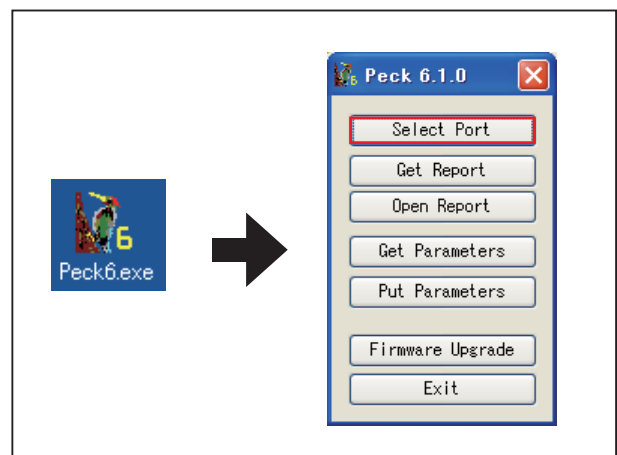 6
Peck6.exe
6 Peck 6.1.0
Select Port
Get Report
Open Report
Get Parameters
Put Parameters
Firmware Upgrade
Exit